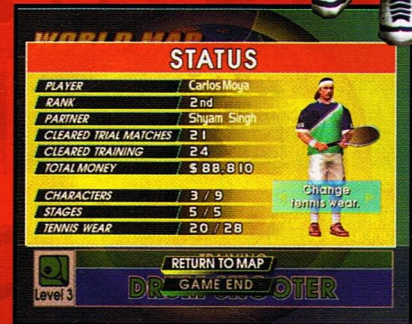 WORLD MAP
STATUS
PLAYER Carlos Moya
RANK 2nd
PARTNER Shyam Singh
CLEARED TRIAL MATCHES 21
CLEARED TRAINING 24
TOTAL MONEY $88.810
CHARACTERS 3 / 9
STAGES 5 / 5
TENNIS WEAR 20 / 28
Change
tennis wear.
TRAINING
RETURN TO MAP
Level 3
DRUM SHOOTER
GAME END